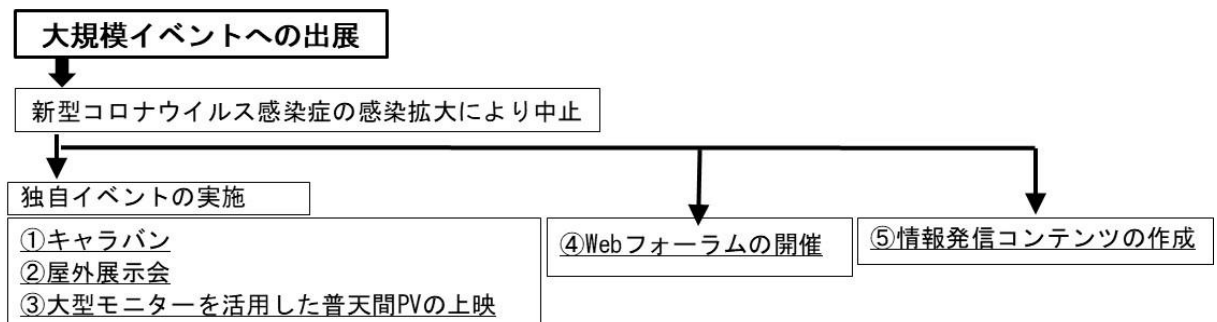 大規模イベントへの出展
新型コロナウイルス感染症の感染拡大により中止
独自イベントの実施
①キャラバン
②屋外展示会
③大型モニターを活用した普天間PVの上映
④Webフォーラムの開催
⑤情報発信コンテンツの作成